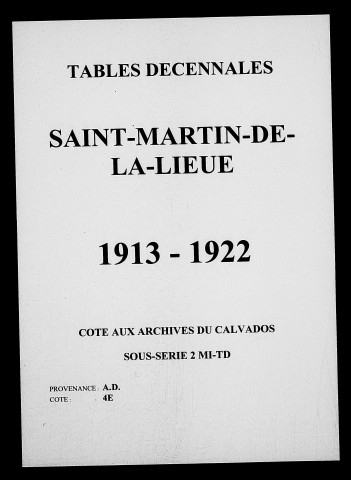 TABLES DECENNALES
SAINT-MARTIN-DE-
LA-LIEUE
1913 - 1922
COTE AUX ARCHIVES DU CALVADOS
SOUS-SERIE 2 MI-TD
PROVENANCE : A.D.
COTE : 4E